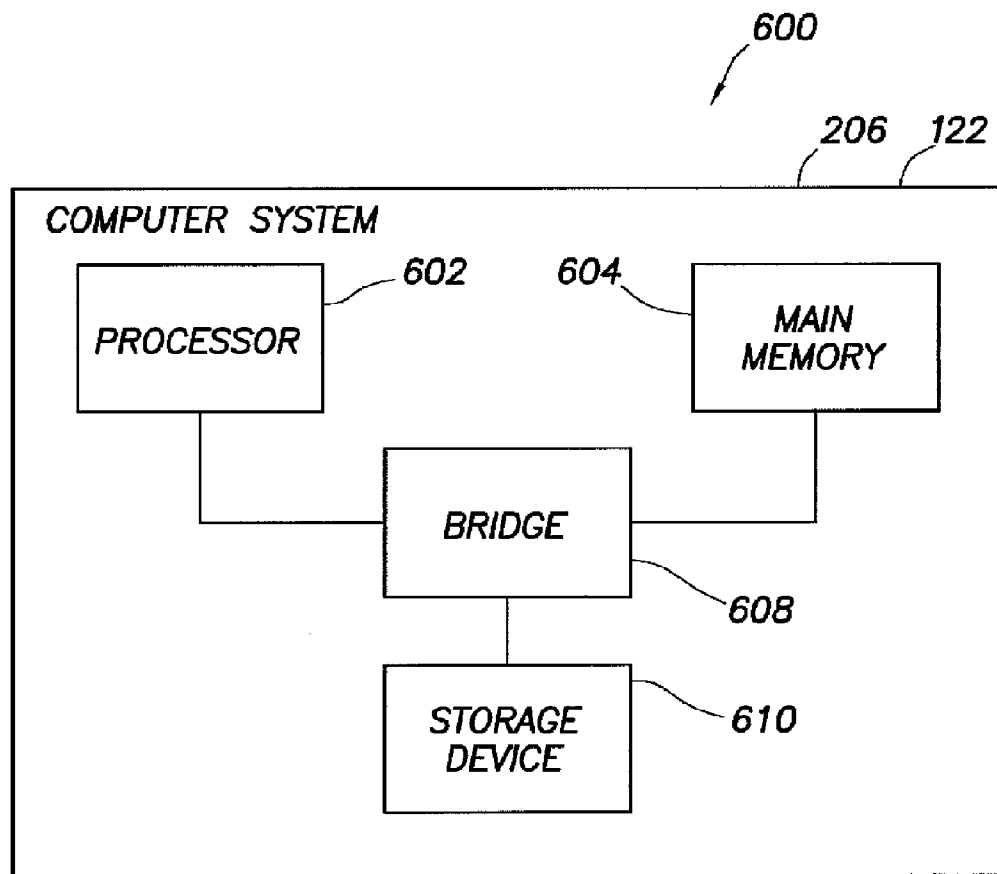 600
206 122
COMPUTER SYSTEM
602 604
PROCESSOR
MAIN
MEMORY
BRIDGE
608
STORAGE
DEVICE
610